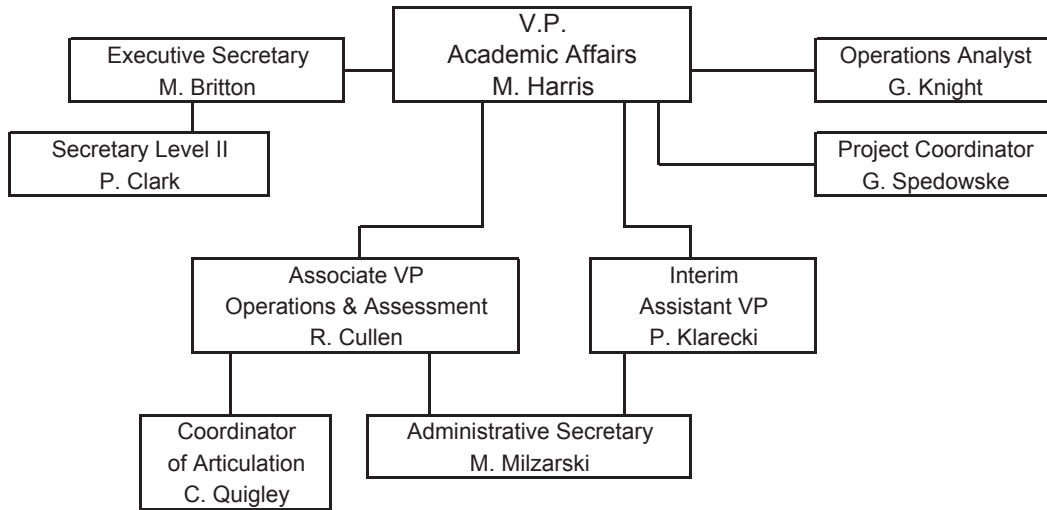 V.P.
Academic Affairs
M. Harris
Executive Secretary
M. Britton
Operations Analyst
G. Knight
Secretary Level II
P. Clark
Project Coordinator
G. Spedowske
Associate VP
Operations & Assessment
R. Cullen
Interim
Assistant VP
P. Klarecki
Coordinator
of Articulation
C. Quigley
Administrative Secretary
M. Milzarski